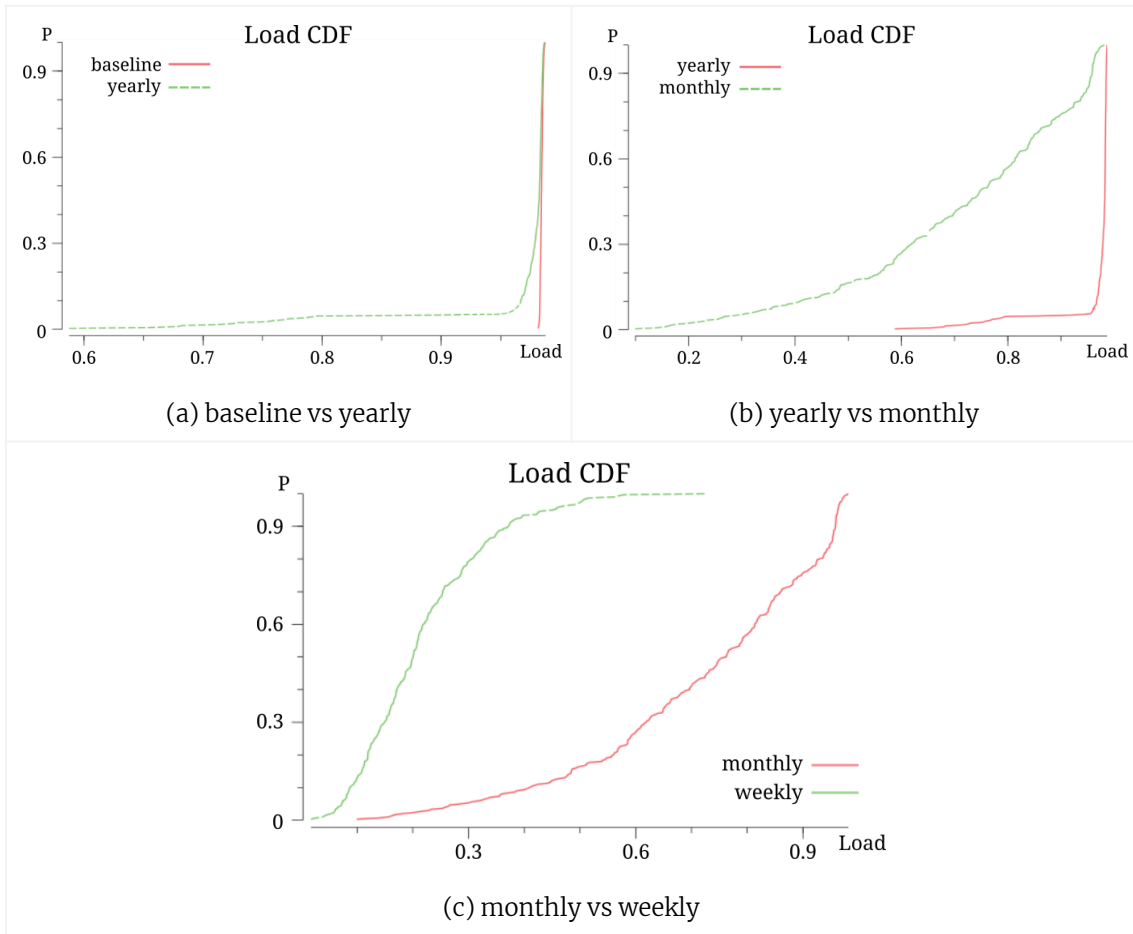 Load CDF
P
baseline
yearly
0.9
0.6
0.3
0
0.6 0.7 0.8 0.9 Load
(a) baseline vs yearly
Load CDF
P
yearly
monthly
0.9
0.6
0.3
0
0.2 0.4 0.6 0.8 Load
(b) yearly vs monthly
Load CDF
P
0.9
0.6
0.3
0
monthly
weekly
0.3 0.6 0.9 Load
(c) monthly vs weekly